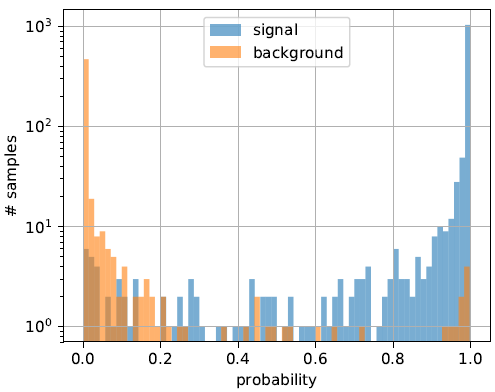 signal
background
10³
10²
10¹
10⁰
# samples
0.0 0.2 0.4 0.6 0.8 1.0
probability